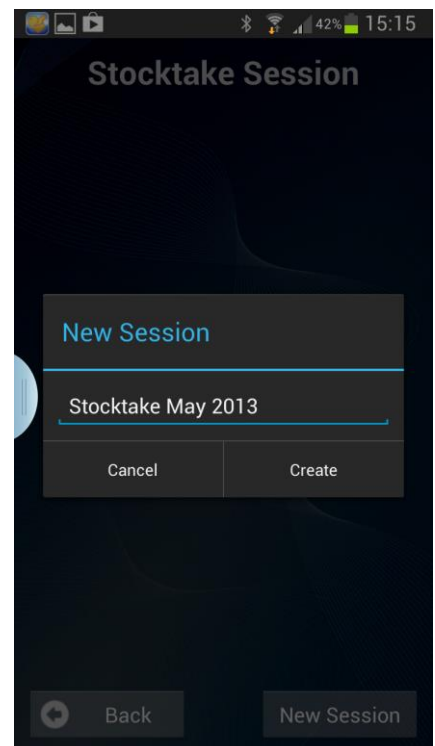 42% 15:15
Stocktake Session
New Session
Stocktake May 2013
Cancel Create
Back New Session